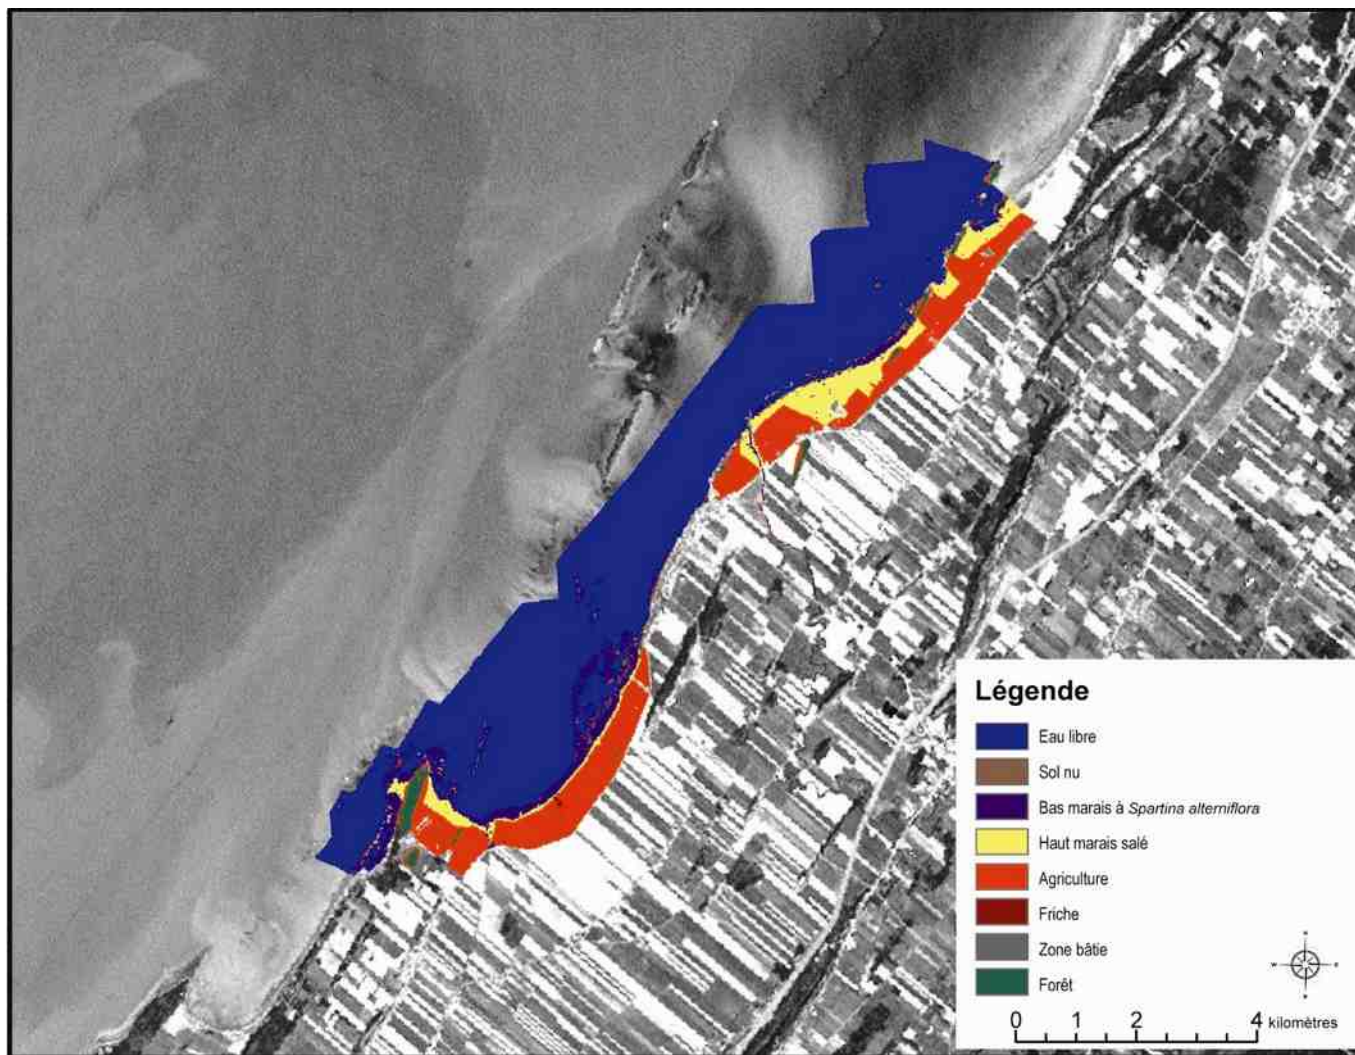 Légende
Eau libre
Sol nu
Bas marais à Spartina alterniflora
Haut marais salé
Agriculture
Friche
Zone bâtie
Forêt
0 1 2 4 kilomètres